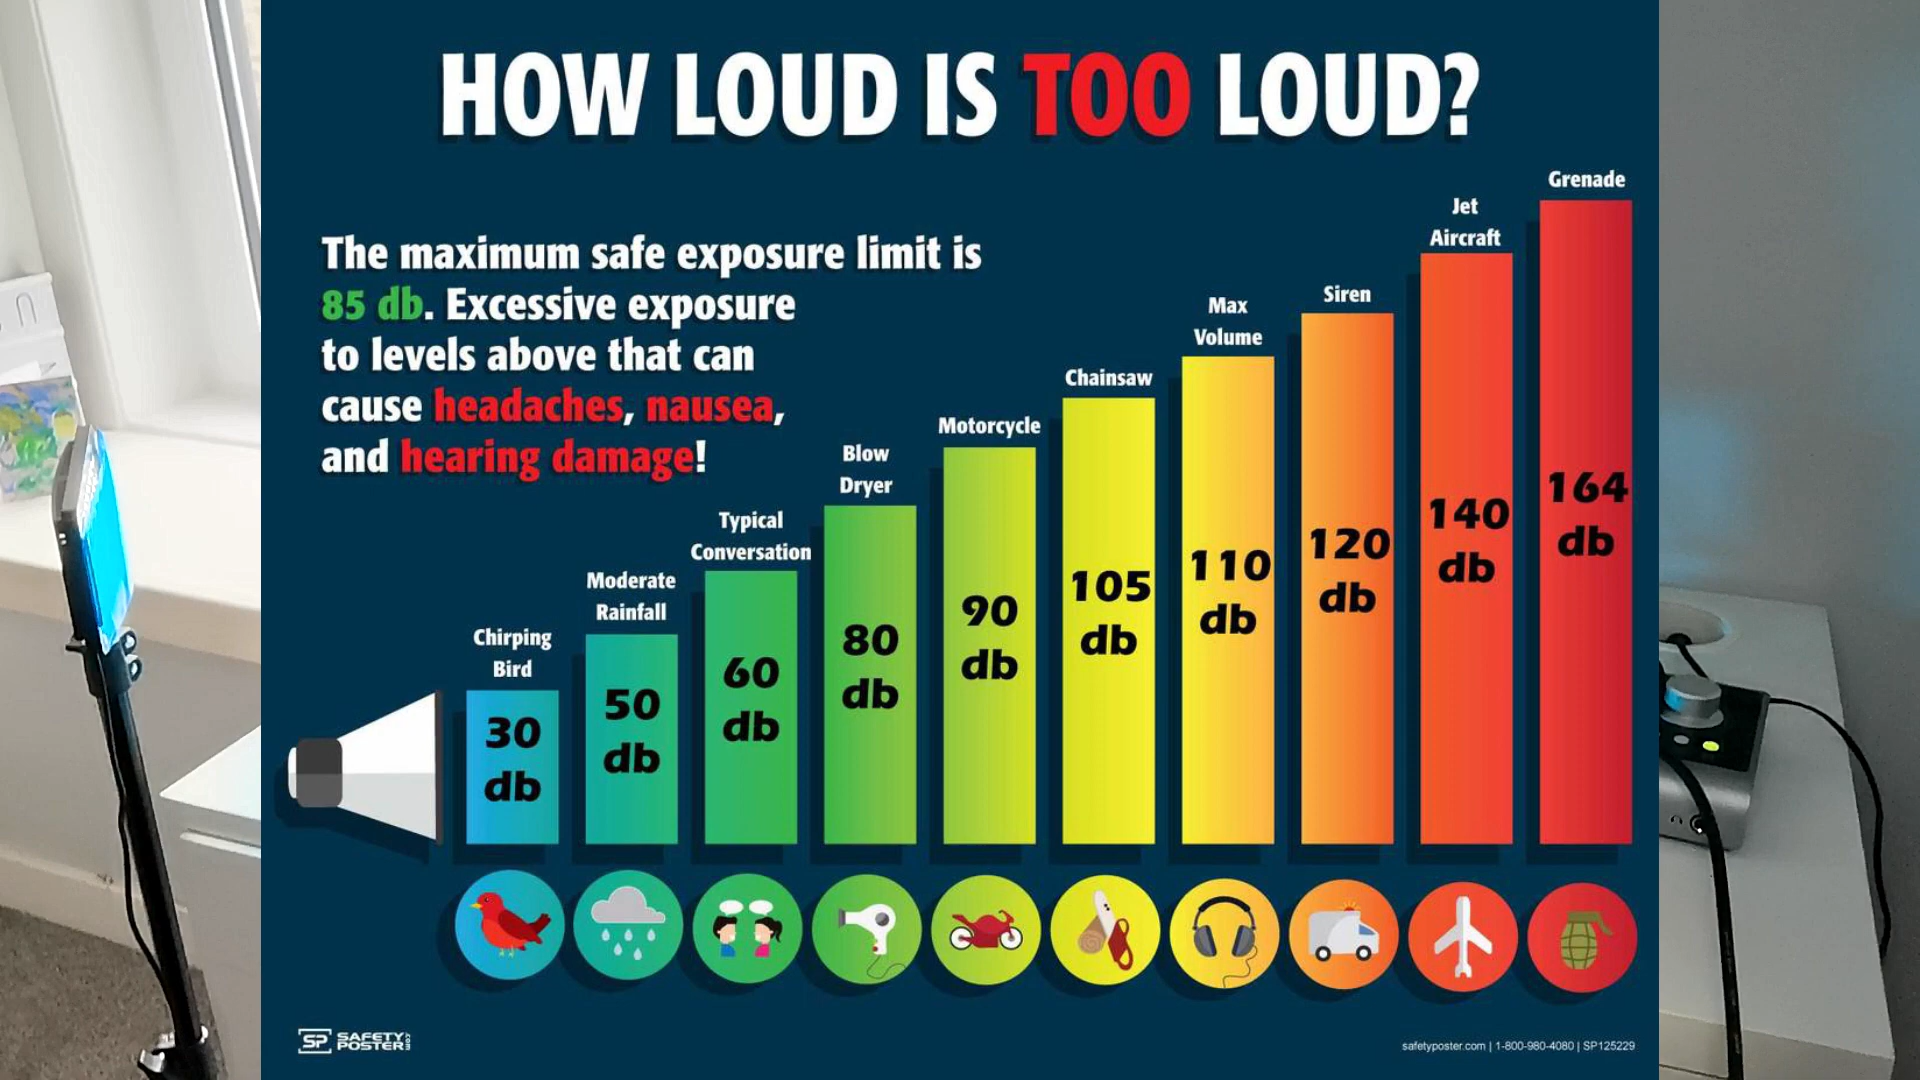 HOW LOUD IS TOO LOUD?
The maximum safe exposure limit is
85 db. Excessive exposure
to levels above that can
cause headaches, nausea,
and hearing damage!
Chirping
Bird
30
db
Moderate
Rainfall
50
db
Typical
Conversation
60
db
Blow
Dryer
80
db
Motorcycle
90
db
Chainsaw
105
db
Max
Volume
110
db
Siren
120
db
Jet
Aircraft
140
db
Grenade
164
db
SP SAFETY
POSTER.COM
safetyposter.com | 1-800-980-4080 | SP125229